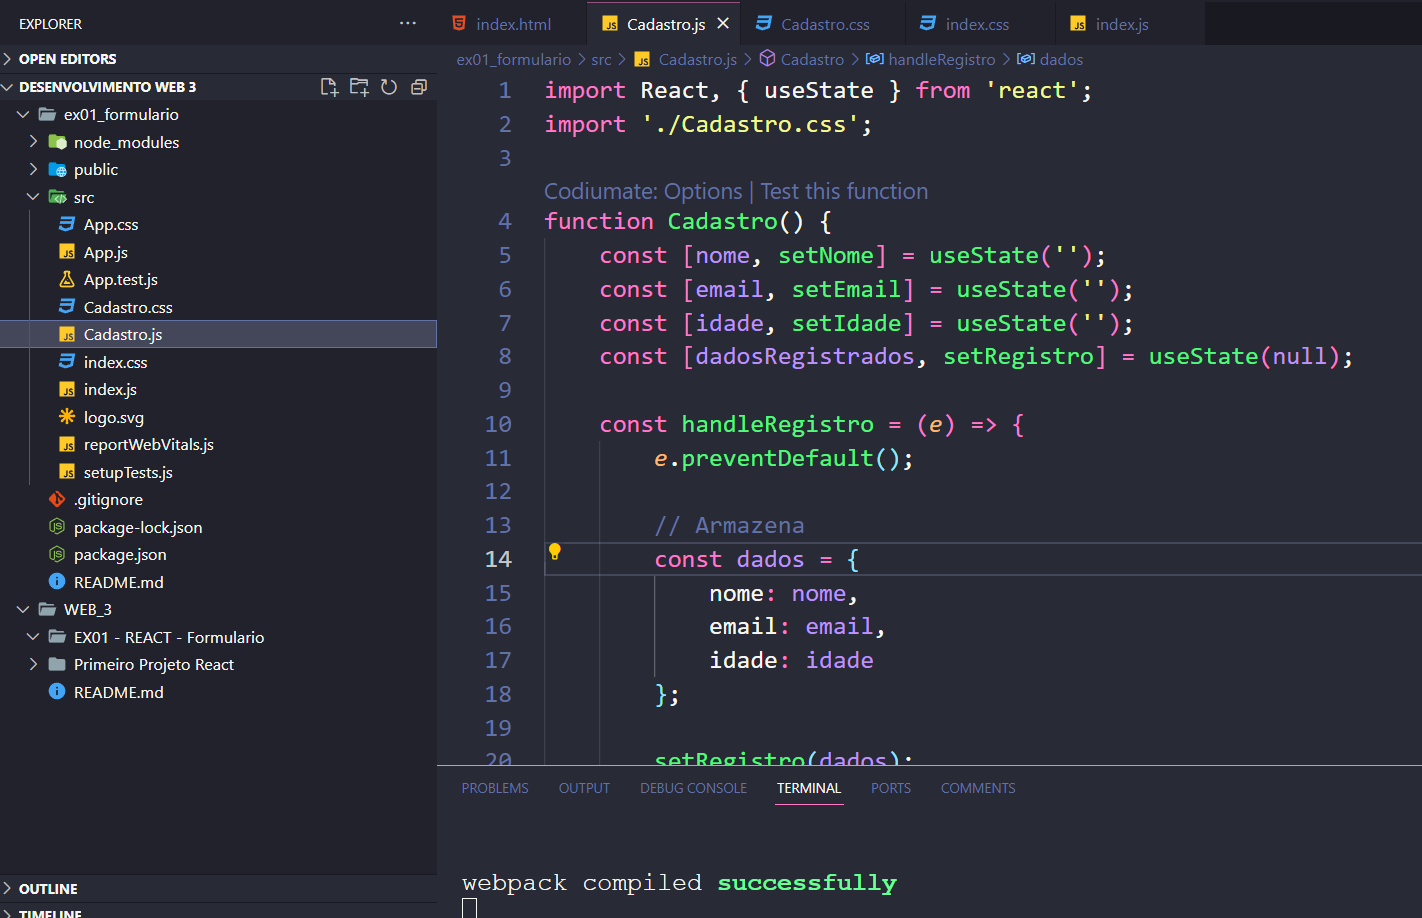 EXPLORER
OPEN EDITORS
DESENVOLVIMENTO WEB 3
ex01_formulario
node_modules
public
src
App.css
App.js
App.test.js
Cadastro.css
Cadastro.js
index.css
index.js
logo.svg
reportWebVitals.js
setupTests.js
.gitignore
package-lock.json
package.json
README.md
WEB_3
EX01 - REACT - Formulario
Primeiro Projeto React
README.md
OUTLINE
TIMELINE
index.html
Cadastro.js
Cadastro.css
index.css
index.js
ex01_formulario > src > Cadastro.js > Cadastro > handleRegistro > dados
1 import React, { useState } from 'react';
2 import './Cadastro.css';
3
Codiumate: Options | Test this function
4 function Cadastro() {
5 const [nome, setNome] = useState('');
6 const [email, setEmail] = useState('');
7 const [idade, setIdade] = useState('');
8 const [dadosRegistrados, setRegistro] = useState(null);
9
10 const handleRegistro = (e) => {
11 e.preventDefault();
12
13 // Armazena
14 const dados = {
15 nome: nome,
16 email: email,
17 idade: idade
18 };
19
20 setRegistro(dados);
PROBLEMS OUTPUT DEBUG CONSOLE TERMINAL PORTS COMMENTS
webpack compiled successfully